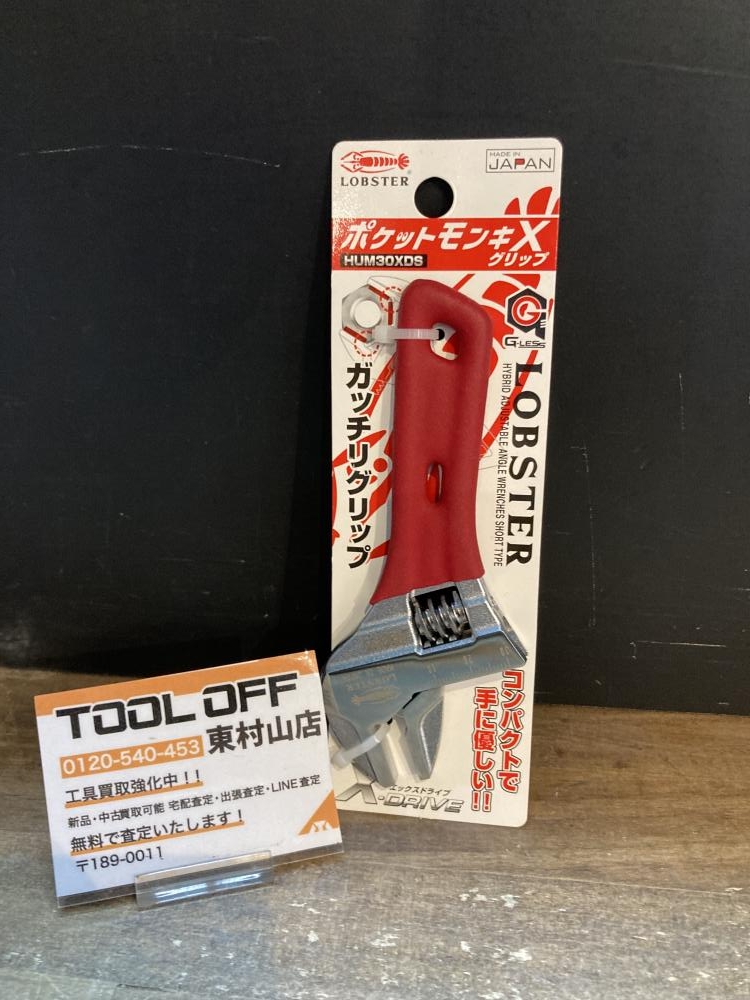 LOBSTER
MADE IN
JAPAN
ポケットモンキX
グリップ
HUM30XDS
G-LESS
ガッチリグリップ
LOBSTER
HYBRID ADJUSTABLE ANGLE WRENCHES SHORT TYPE
LOBSTER
コンパクトで
手に優しい!!
エックスドライブ
X-DRIVE
TOOL OFF
0120-540-453 東村山店
工具買取強化中!!
新品・中古買取可能 宅配査定・出張査定・LINE査定
無料で査定いたします!
〒189-0011